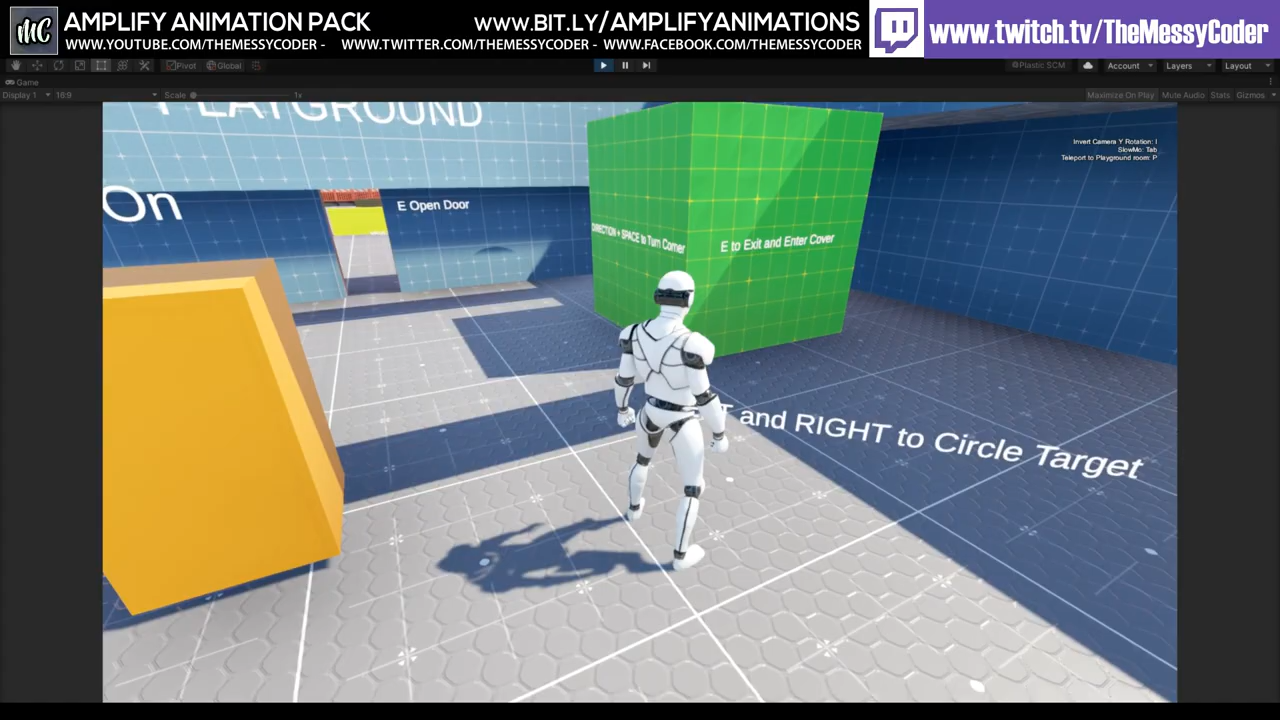 MC
AMPLIFY ANIMATION PACK
WWW.BIT.LY/AMPLIFYANIMATIONS
WWW.YOUTUBE.COM/THEMESSYCODER - WWW.TWITTER.COM/THEMESSYCODER - WWW.FACEBOOK.COM/THEMESSYCODER
www.twitch.tv/TheMessyCoder
Pivot Global Plastic SCM Account Layers Layout
Game
Display 1 16:9 Scale 1x Maximize On Play Mute Audio Stats Gizmos
PLAYGROUND
Invert Camera Y Rotation: I
SlowMo: Tab
Teleport to Playground room: P
On
E Open Door
DIRECTION + SPACE to Turn Corner
E to Exit and Enter Cover
T and RIGHT to Circle Target